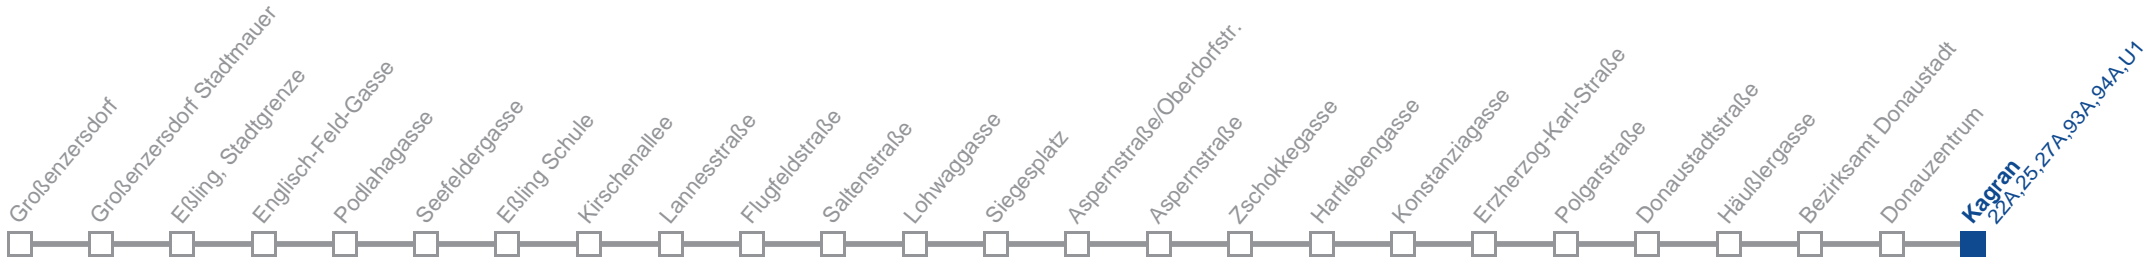 Großenzersdorf
Großenzersdorf Stadtmauer
Eßling, Stadtgrenze
Englisch-Feld-Gasse
Podlahagasse
Seefeldergasse
Eßling Schule
Kirschenallee
Lannesstraße
Flugfeldstraße
Saltenstraße
Lohwaggasse
Siegesplatz
Aspernstraße/Oberdorfstr.
Aspernstraße
Zschokkegasse
Hartlebengasse
Konstanziagasse
Erzherzog-Karl-Straße
Polgarstraße
Donaustadtstraße
Häußlergasse
Bezirksamt Donaustadt
Donauzentrum
Kagran
22A,25,27A,93A,94A,U1